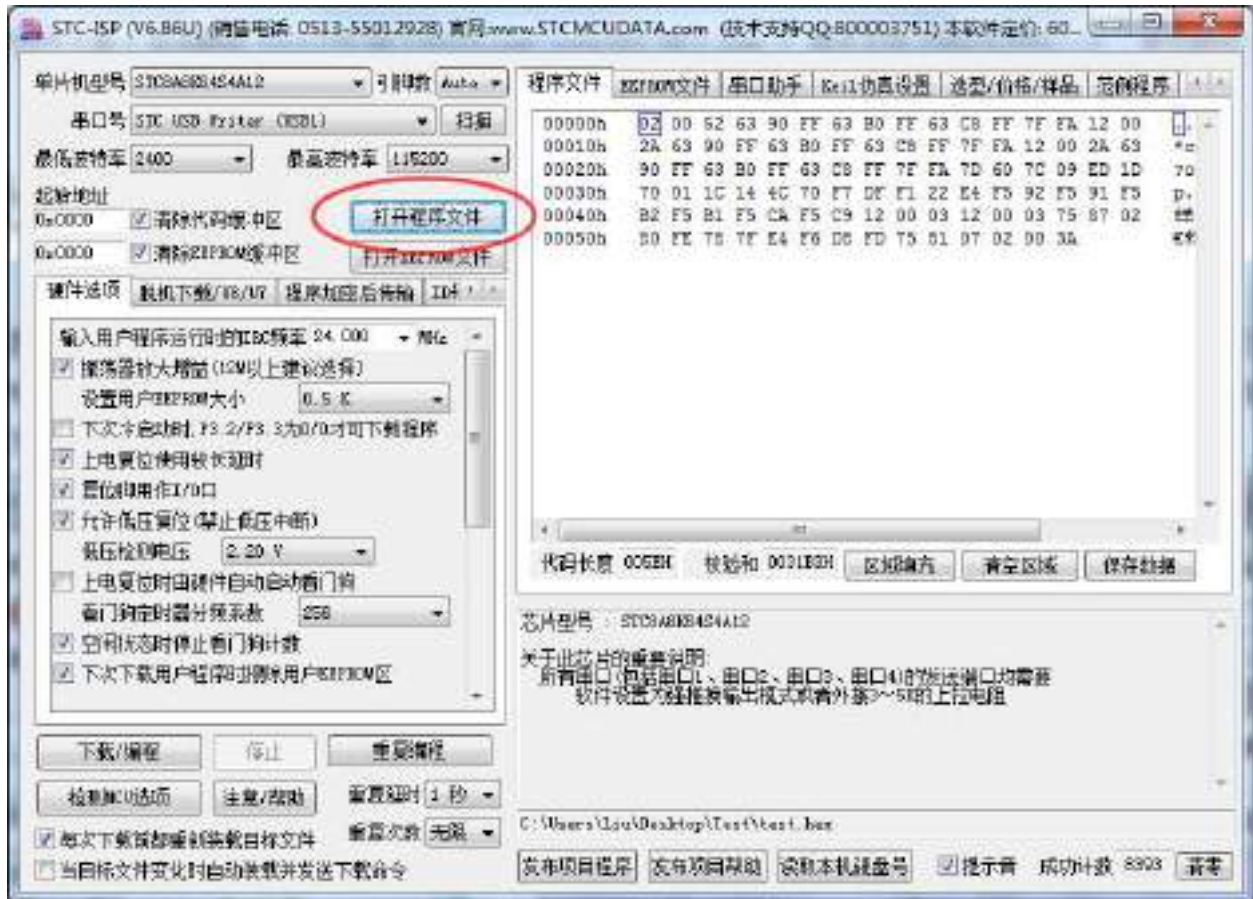 STC-ISP (V6.86U) (销售电话: 0513-55012928) 官网:www.STCMCUDATA.com (技术支持QQ:800003751) 本软件定价: 60...
单片机型号 STC8A8K64S4A12 引脚数 Auto
串口号 STC USB Writer (USB1) 扫描
最低波特率 2400 最高波特率 115200
起始地址
0x0000 清除代码缓冲区 打开程序文件
0x0000 清除EEPROM缓冲区 打开EEPROM文件
硬件选项 脱机下载/U8/U7 程序加密后传输
输入用户程序运行时的IRC频率 24.000 MHz
振荡器放大增益(12M以上建议选择)
设置用户EEPROM大小 0.5 K
下次冷启动时,P3.2/P3.3为0/0才可下载程序
上电复位使用较长延时
复位脚用作I/O口
允许低压复位(禁止低压中断)
低压检测电压 2.20 V
上电复位时由硬件自动启动看门狗
看门狗定时器分频系数 256
空闲状态时停止看门狗计数
下次下载用户程序时擦除用户EEPROM区
下载/编程 停止 重复编程
检测MCU选项 注意/帮助 重复延时 1 秒
每次下载前都重新装载目标文件 重复次数 无限
当目标文件变化时自动装载并发送下载命令
程序文件 EEPROM文件 串口助手 Keil仿真设置 选型/价格/样品 范例程序
00000h 02 00 52 63 90 FF 63 B0 FF 63 C8 FF 7F FA 12 00
00010h 2A 63 90 FF 63 B0 FF 63 C8 FF 7F FA 12 00 2A 63
00020h 90 FF 63 B0 FF 63 C8 FF 7F FA 7D 60 7C 09 ED 1D
00030h 70 01 1C 14 4C 70 F7 DF F1 22 E4 F5 92 F5 91 F5
00040h B2 F5 B1 F5 CA F5 C9 12 00 03 12 00 03 75 87 02
00050h 80 FE 78 7F E4 F6 D8 FD 75 81 07 02 00 3A
代码长度 005EH 校验和 区域填充 清空区域 保存数据
芯片型号 : STC8A8K64S4A12
关于此芯片的重要说明:
所有串口(包括串口1、串口2、串口3、串口4)的发送端口均需要
软件设置为强推挽输出模式或者外接3~5K的上拉电阻
C:\Users\Liu\Desktop\Test\test.hex
发布项目程序 发布项目帮助 读取本机硬盘号 提示音 成功计数 8393 清零